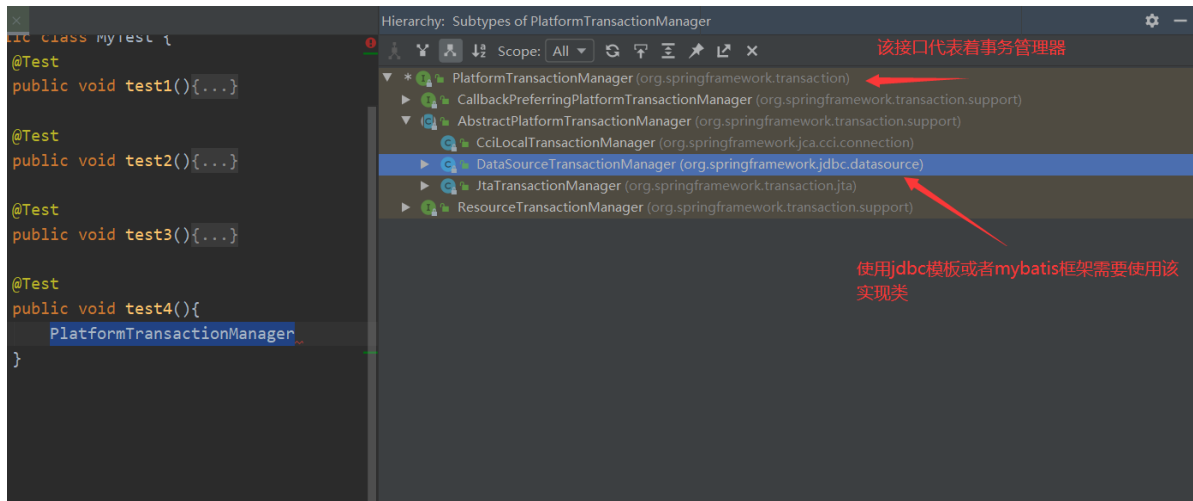 Hierarchy: Subtypes of PlatformTransactionManager
lic class MyTest {
@Test
public void test1(){...}
@Test
public void test2(){...}
@Test
public void test3(){...}
@Test
public void test4(){
PlatformTransactionManager
}
Scope: All
该接口代表着事务管理器
* PlatformTransactionManager (org.springframework.transaction)
CallbackPreferringPlatformTransactionManager (org.springframework.transaction.support)
AbstractPlatformTransactionManager (org.springframework.transaction.support)
CciLocalTransactionManager (org.springframework.jca.cci.connection)
DataSourceTransactionManager (org.springframework.jdbc.datasource)
JtaTransactionManager (org.springframework.transaction.jta)
ResourceTransactionManager (org.springframework.transaction.support)
使用jdbc模板或者mybatis框架需要使用该
实现类